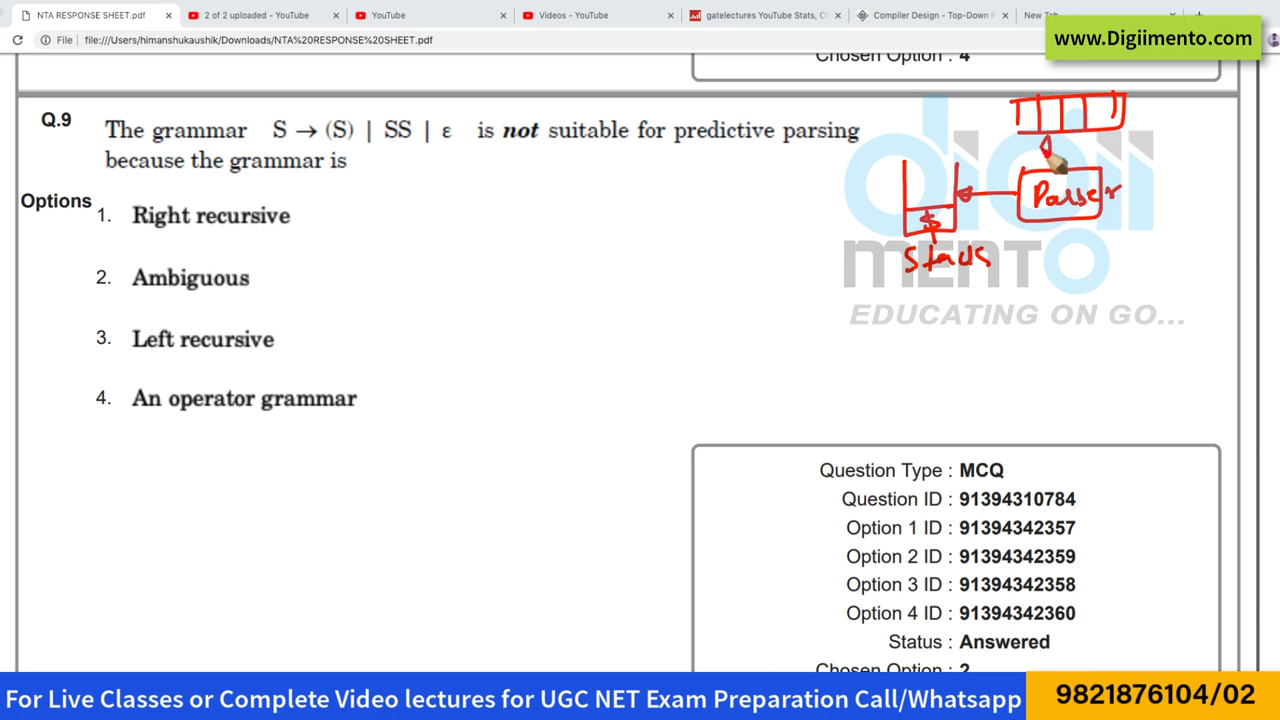 NTA RESPONSE SHEET.pdf × 2 of 2 uploaded - YouTube × YouTube × Videos - YouTube × gatelectures YouTube Stats, C × Compiler Design - Top-Down P × New Tab
File file:///Users/himanshukaushik/Downloads/NTA%20RESPONSE%20SHEET.pdf
www.Digiimento.com
Chosen Option : 4
Q.9
The grammar S → (S) | SS | ε is not suitable for predictive parsing
because the grammar is
Options
1. Right recursive
2. Ambiguous
3. Left recursive
4. An operator grammar
Parser
$
digii
MENTO
EDUCATING ON GO...
Question Type : MCQ
Question ID : 91394310784
Option 1 ID : 91394342357
Option 2 ID : 91394342359
Option 3 ID : 91394342358
Option 4 ID : 91394342360
Status : Answered
Chosen Option : 2
For Live Classes or Complete Video lectures for UGC NET Exam Preparation Call/Whatsapp 9821876104/02